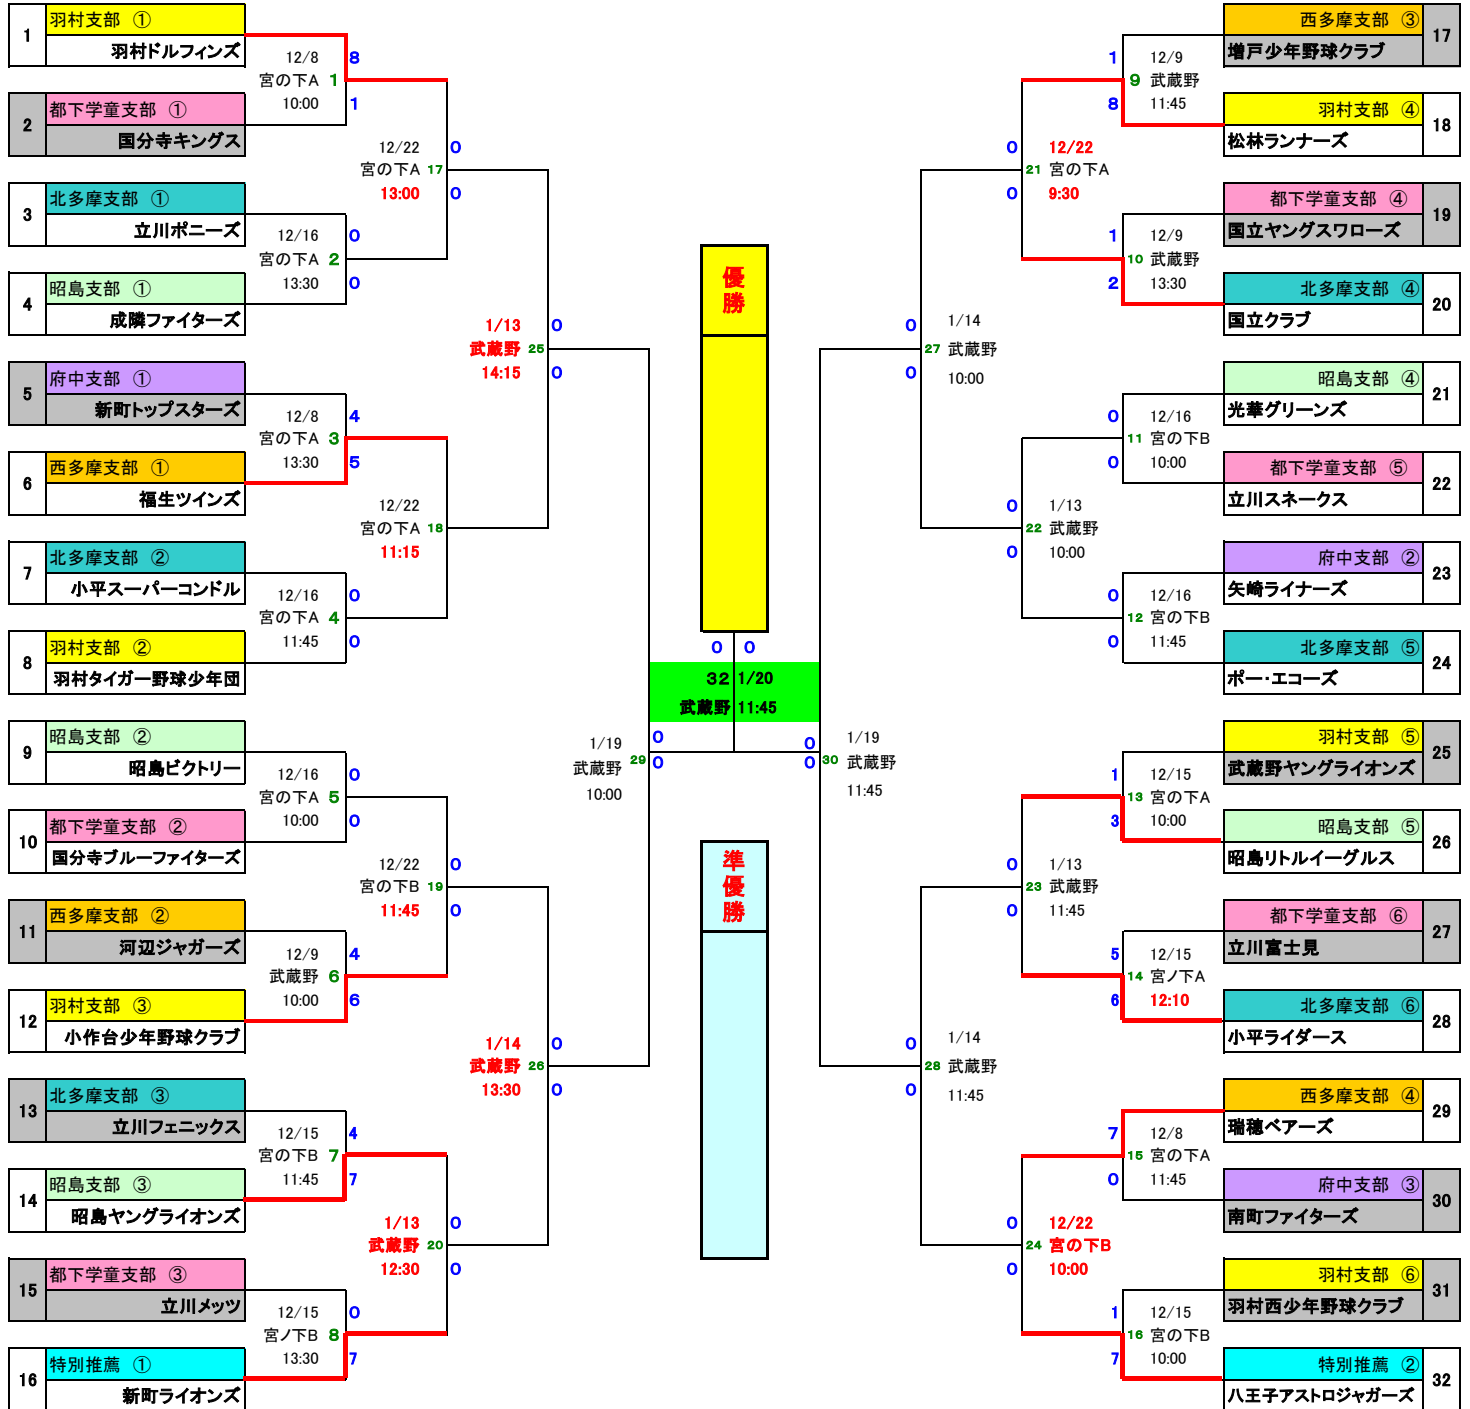 1
羽村支部 ①
羽村ドルフィンズ
12/8
宮の下A 1
10:00
8
1
2
都下学童支部 ①
国分寺キングス
12/22
宮の下A 17
13:00
0
0
3
北多摩支部 ①
立川ポニーズ
12/16
宮の下A 2
13:30
0
0
4
昭島支部 ①
成隣ファイターズ
1/13
武蔵野 25
14:15
0
0
5
府中支部 ①
新町トップスターズ
12/8
宮の下A 3
13:30
4
5
6
西多摩支部 ①
福生ツインズ
12/22
宮の下A 18
11:15
7
北多摩支部 ②
小平スーパーコンドル
12/16
宮の下A 4
11:45
0
0
8
羽村支部 ②
羽村タイガー野球少年団
9
昭島支部 ②
昭島ビクトリー
12/16
宮の下A 5
10:00
0
0
10
都下学童支部 ②
国分寺ブルーファイターズ
12/22
宮の下B 19
11:45
0
0
11
西多摩支部 ②
河辺ジャガーズ
12/9
武蔵野 6
10:00
4
6
12
羽村支部 ③
小作台少年野球クラブ
1/14
武蔵野 26
13:30
0
0
13
北多摩支部 ③
立川フェニックス
12/15
宮の下B 7
11:45
4
7
14
昭島支部 ③
昭島ヤングライオンズ
1/13
武蔵野 20
12:30
0
0
15
都下学童支部 ③
立川メッツ
12/15
宮ノ下B 8
13:30
0
7
16
特別推薦 ①
新町ライオンズ
1/19
武蔵野 29
10:00
0
0
優勝
0 0
32 1/20
武蔵野 11:45
準優勝
0
0
1/19
30 武蔵野
11:45
西多摩支部 ③
増戸少年野球クラブ
17
1
8
12/9
9 武蔵野
11:45
羽村支部 ④
松林ランナーズ
18
0
0
12/22
21 宮の下A
9:30
都下学童支部 ④
国立ヤングスワローズ
19
1
2
12/9
10 武蔵野
13:30
北多摩支部 ④
国立クラブ
20
0
0
1/14
27 武蔵野
10:00
昭島支部 ④
光華グリーンズ
21
0
0
12/16
11 宮の下B
10:00
都下学童支部 ⑤
立川スネークス
22
0
0
1/13
22 武蔵野
10:00
府中支部 ②
矢崎ライナーズ
23
0
0
12/16
12 宮の下B
11:45
北多摩支部 ⑤
ポー・エコーズ
24
羽村支部 ⑤
武蔵野ヤングライオンズ
25
1
3
12/15
13 宮の下A
10:00
昭島支部 ⑤
昭島リトルイーグルス
26
0
0
1/13
23 武蔵野
11:45
都下学童支部 ⑥
立川富士見
27
5
6
12/15
14 宮ノ下A
12:10
北多摩支部 ⑥
小平ライダース
28
0
0
1/14
28 武蔵野
11:45
西多摩支部 ④
瑞穂ベアーズ
29
7
0
12/8
15 宮の下A
11:45
府中支部 ③
南町ファイターズ
30
0
0
12/22
24 宮の下B
10:00
羽村支部 ⑥
羽村西少年野球クラブ
31
1
7
12/15
16 宮の下B
10:00
特別推薦 ②
八王子アストロジャガーズ
32